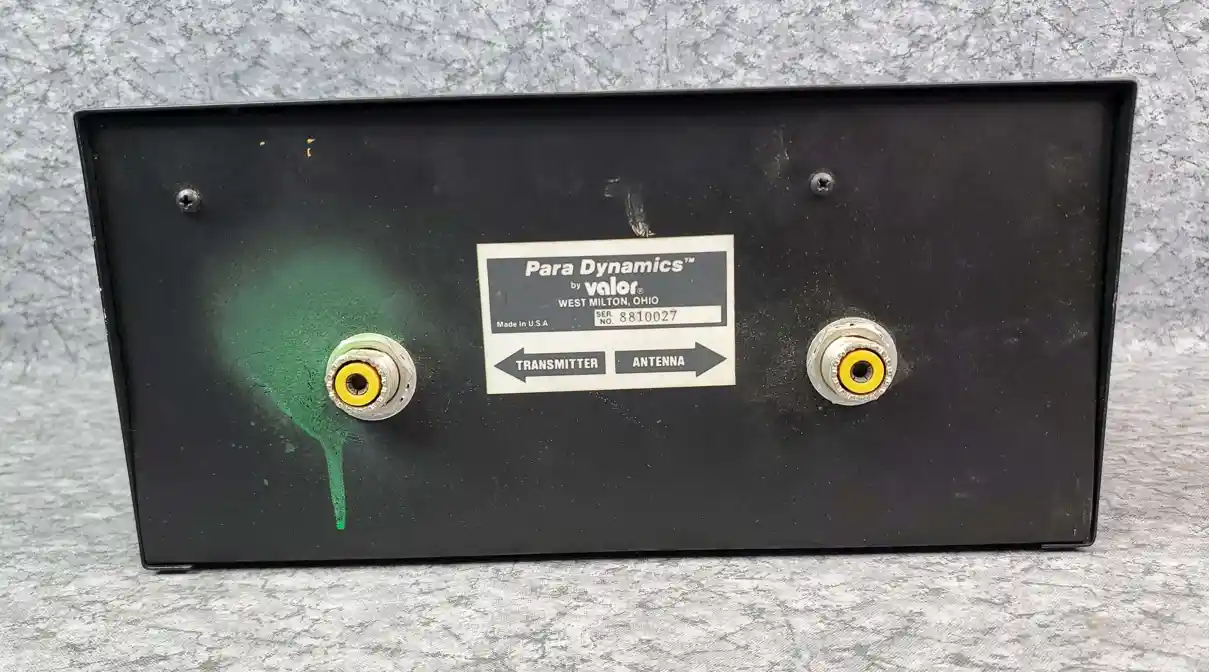 Para Dynamics™
by valor®
WEST MILTON, OHIO
Made in U.S.A. SER. NO. 8810027
TRANSMITTER ANTENNA